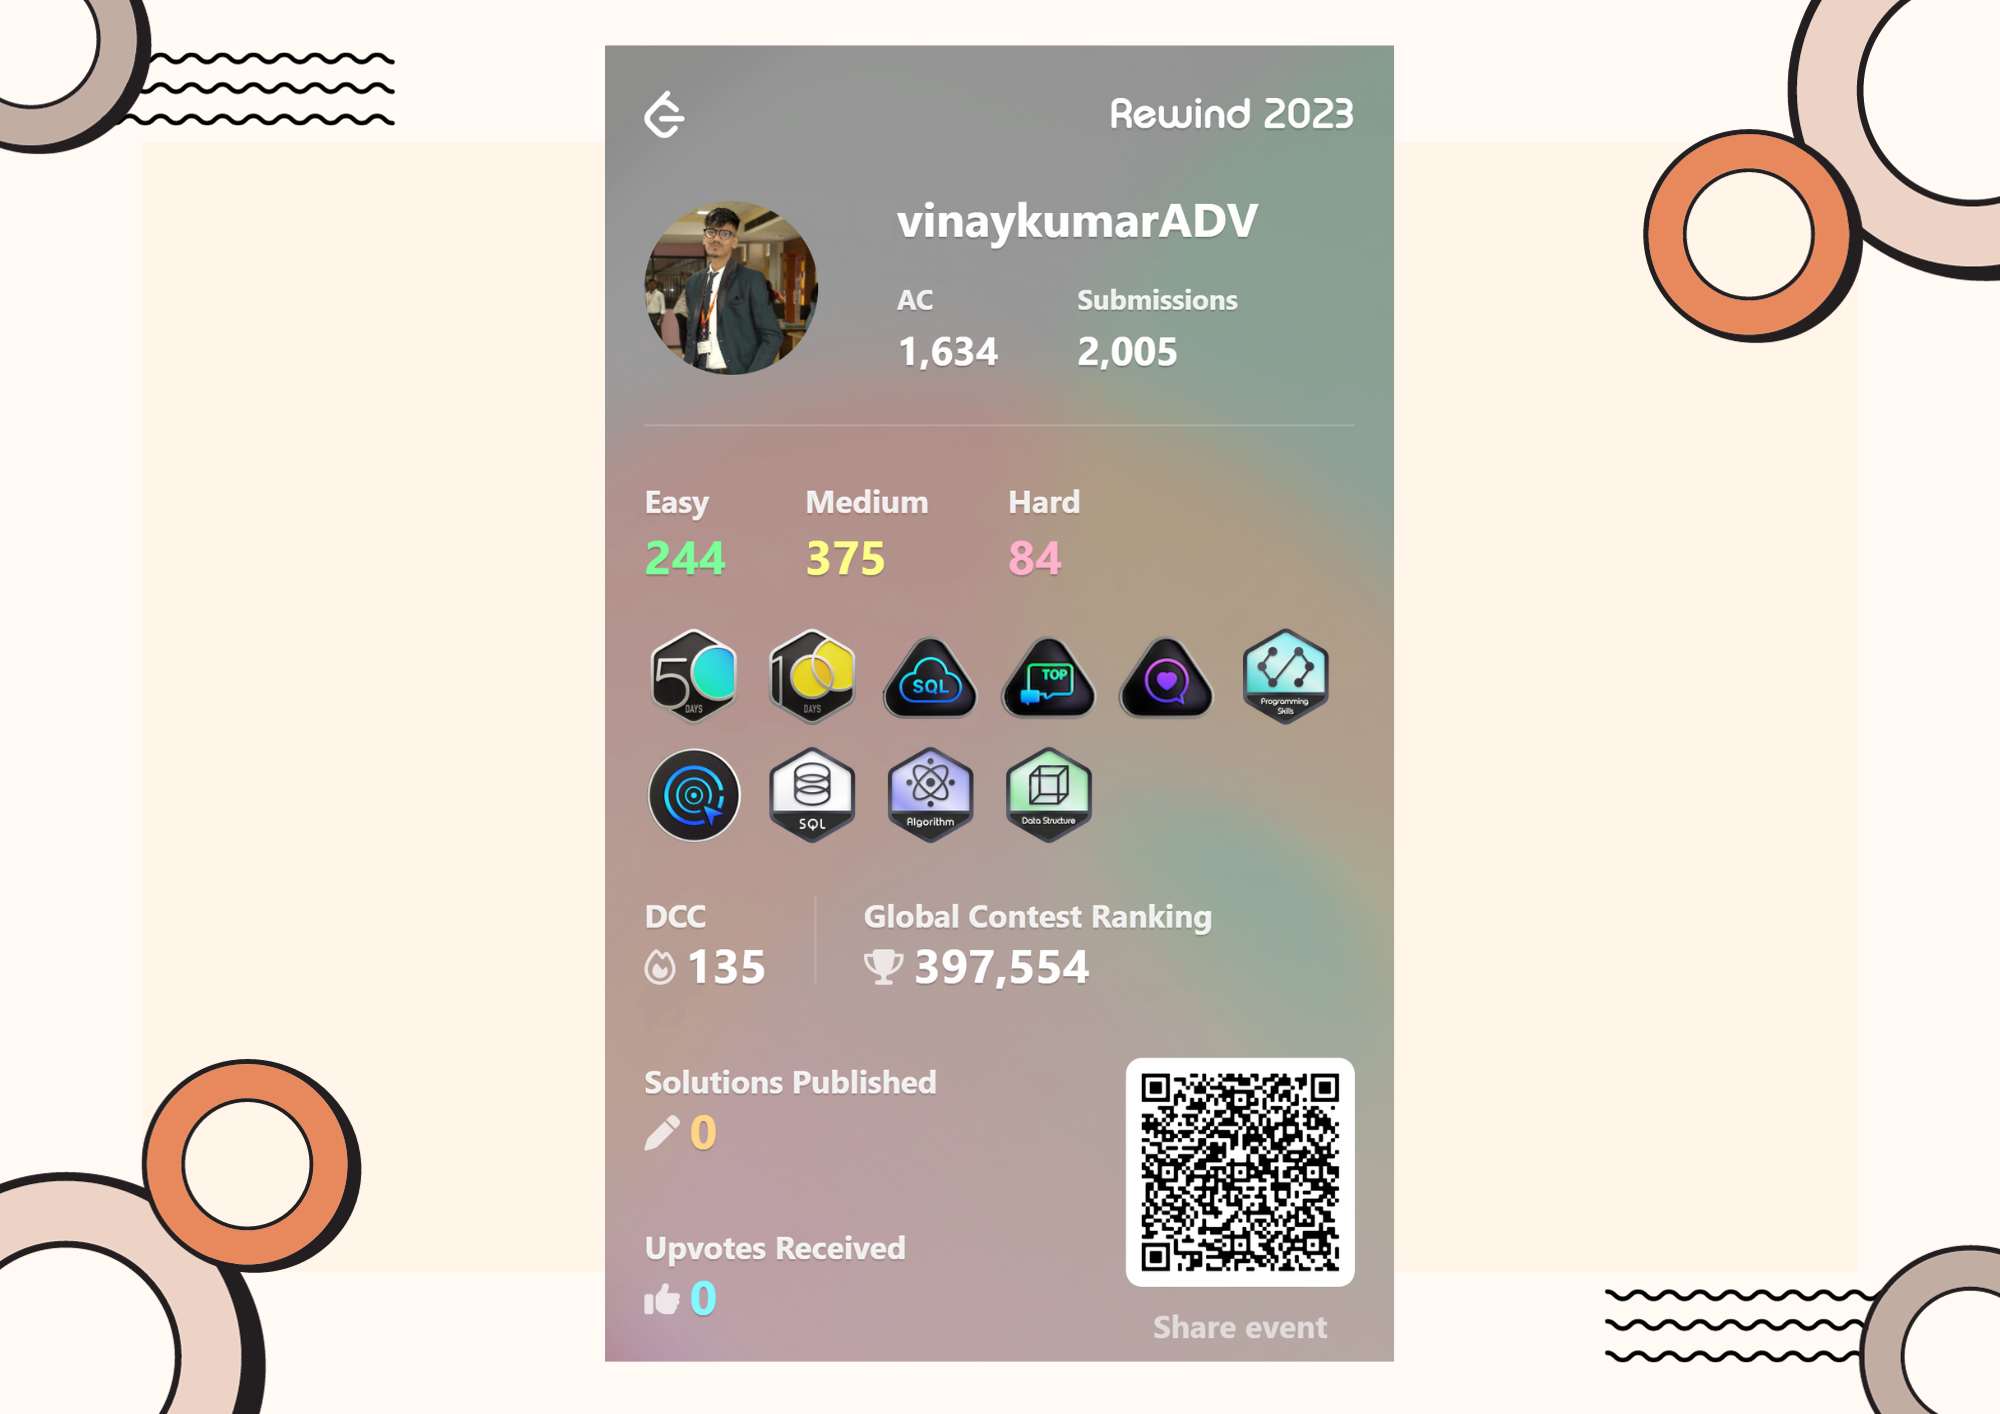 Rewind 2023
vinaykumarADV
AC Submissions
1,634 2,005
Easy Medium Hard
244 375 84
50 DAYS
100 DAYS
SQL
TOP
Programming
Skills
SQL
Algorithm
Data Structure
DCC Global Contest Ranking
135 397,554
Solutions Published
0
Upvotes Received
0
Share event